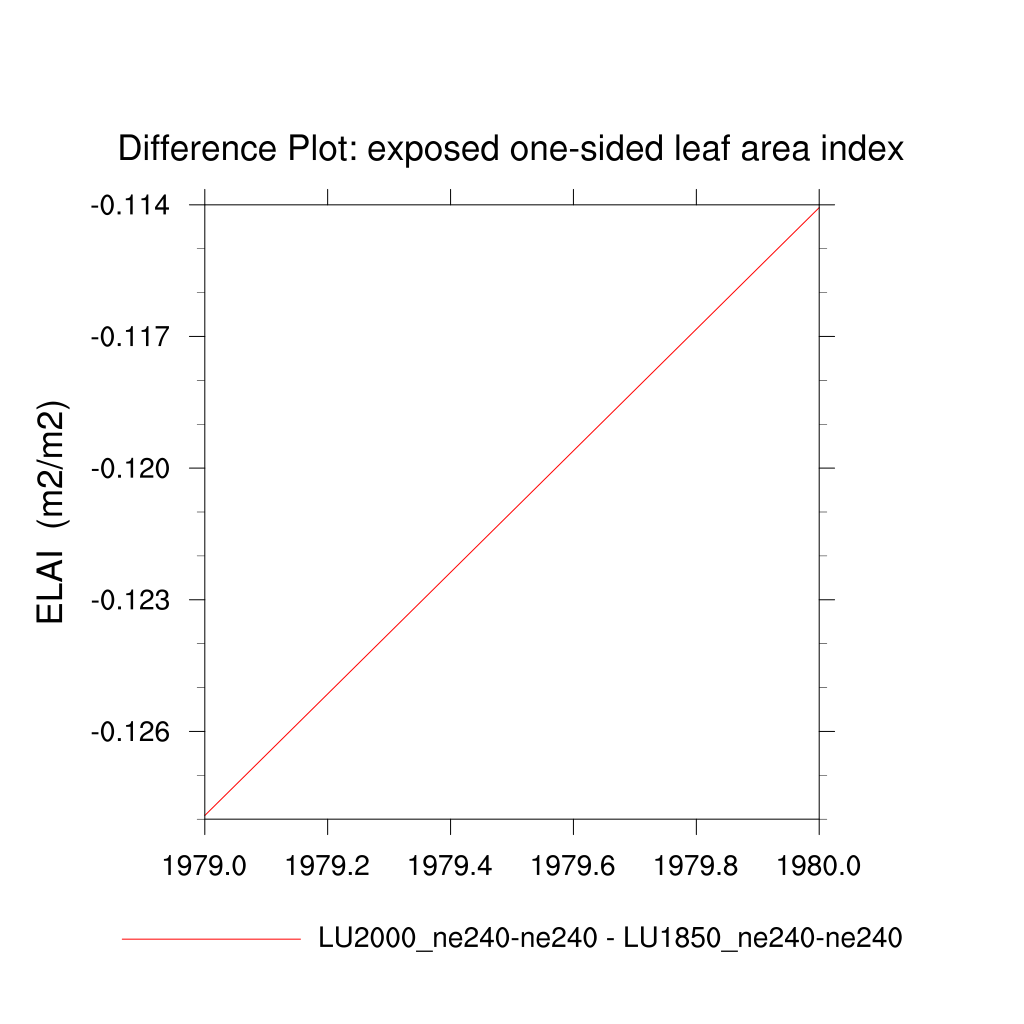 Difference Plot: exposed one-sided leaf area index
-0.114
-0.117
-0.120
-0.123
-0.126
ELAI (m2/m2)
1979.0 1979.2 1979.4 1979.6 1979.8 1980.0
LU2000_ne240-ne240 - LU1850_ne240-ne240